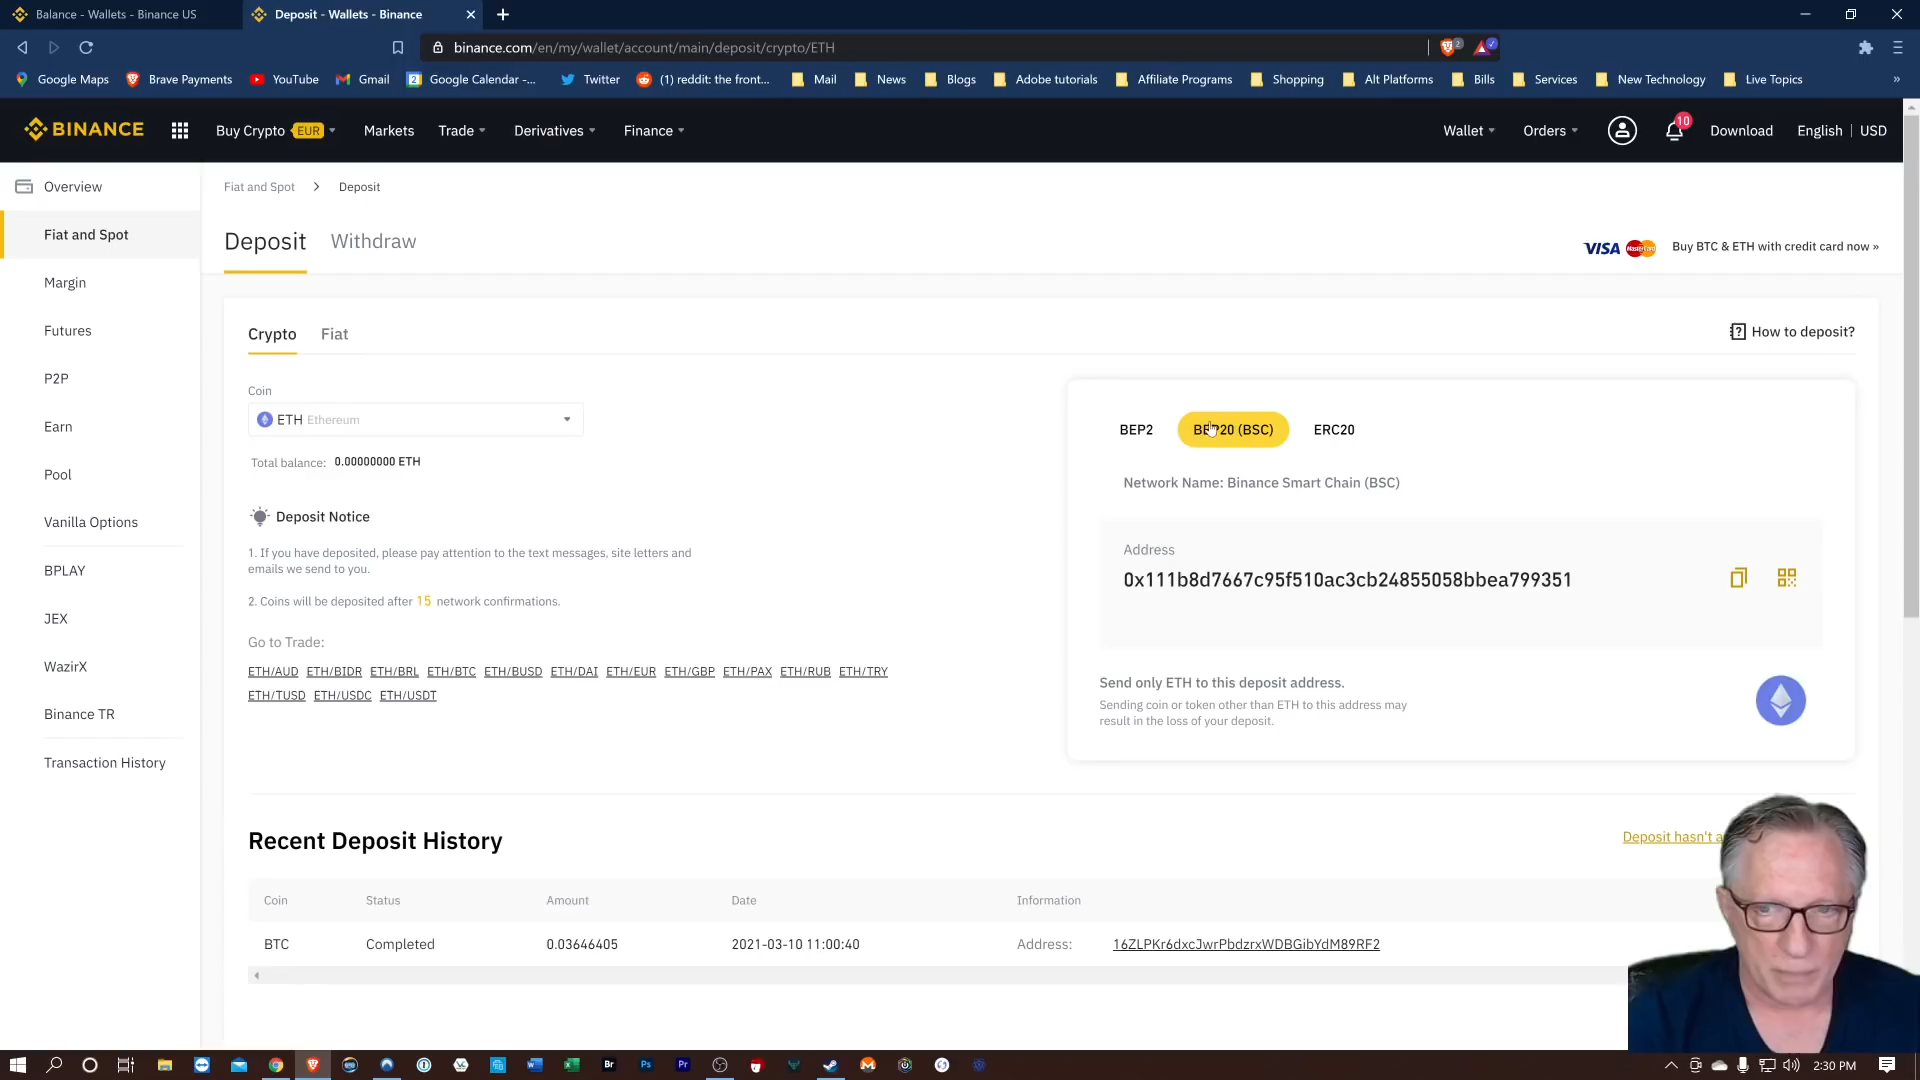 Balance - Wallets - Binance US
Deposit - Wallets - Binance
binance.com/en/my/wallet/account/main/deposit/crypto/ETH
2
Google Maps
Brave Payments
YouTube
Gmail
2 Google Calendar -...
Twitter
(1) reddit: the front...
Mail
News
Blogs
Adobe tutorials
Affiliate Programs
Shopping
Alt Platforms
Bills
Services
New Technology
Live Topics
»
BINANCE
Buy Crypto EUR
Markets
Trade
Derivatives
Finance
Wallet
Orders
10
Download
English | USD
Overview
Fiat and Spot
Margin
Futures
P2P
Earn
Pool
Vanilla Options
BPLAY
JEX
WazirX
Binance TR
Transaction History
Fiat and Spot > Deposit
Deposit
Withdraw
VISA MasterCard Buy BTC & ETH with credit card now »
Crypto
Fiat
How to deposit?
Coin
ETH Ethereum
Total balance: 0.00000000 ETH
Deposit Notice
1. If you have deposited, please pay attention to the text messages, site letters and
emails we send to you.
2. Coins will be deposited after 15 network confirmations.
Go to Trade:
ETH/AUD ETH/BIDR ETH/BRL ETH/BTC ETH/BUSD ETH/DAI ETH/EUR ETH/GBP ETH/PAX ETH/RUB ETH/TRY
ETH/TUSD ETH/USDC ETH/USDT
BEP2
BEP20 (BSC)
ERC20
Network Name: Binance Smart Chain (BSC)
Address
0x111b8d7667c95f510ac3cb24855058bbea799351
Send only ETH to this deposit address.
Sending coin or token other than ETH to this address may
result in the loss of your deposit.
Recent Deposit History
Deposit hasn't a
Coin Status Amount Date Information
BTC Completed 0.03646405 2021-03-10 11:00:40 Address: 16ZLPKr6dxcJwrPbdzrxWDBGibYdM89RF2
Br
Ps
Pr
2:30 PM